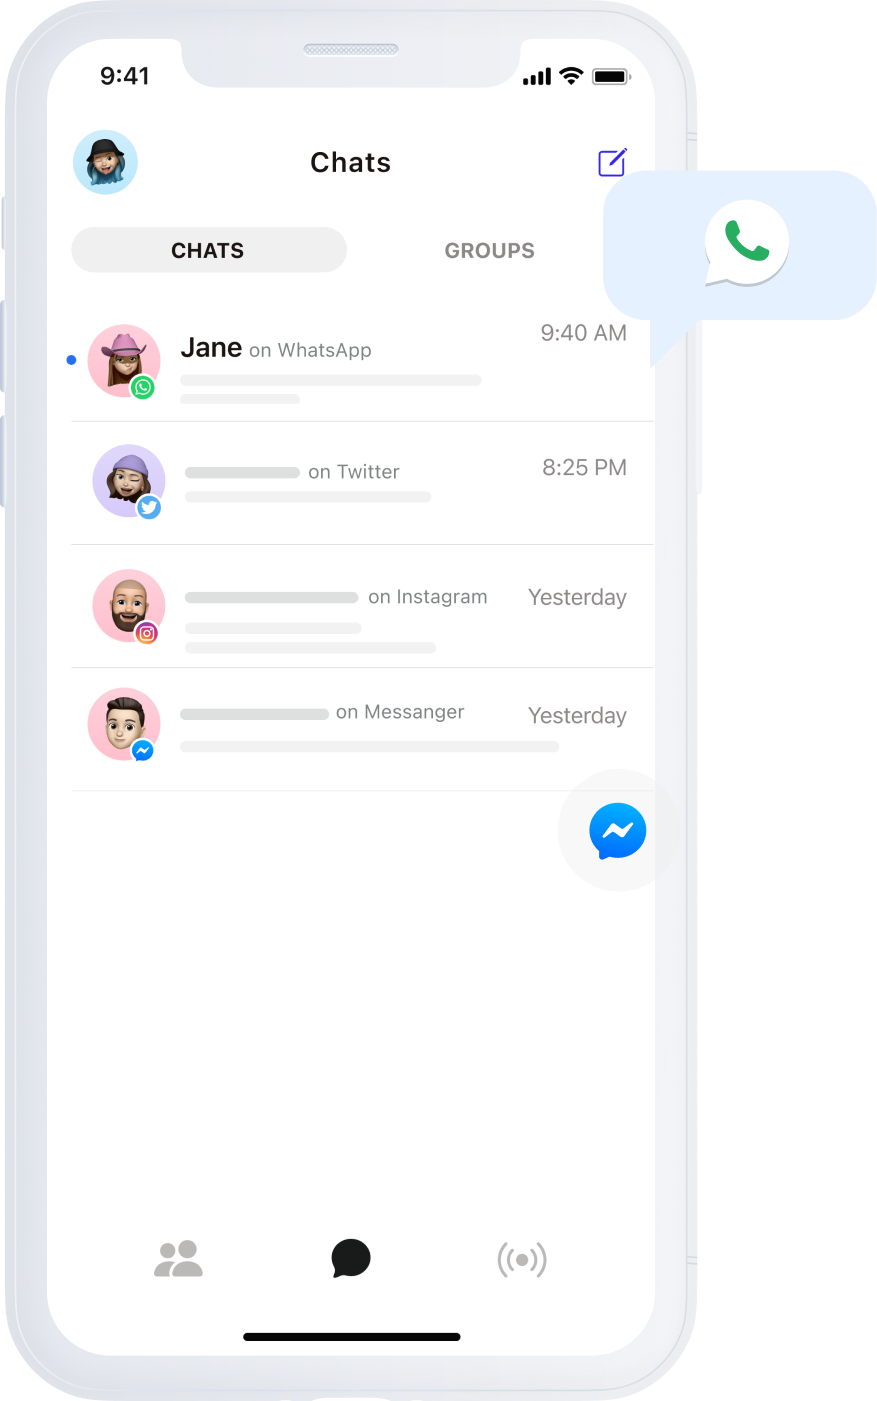 9:41
Chats
CHATS GROUPS
Jane on WhatsApp 9:40 AM
on Twitter 8:25 PM
on Instagram Yesterday
on Messanger Yesterday